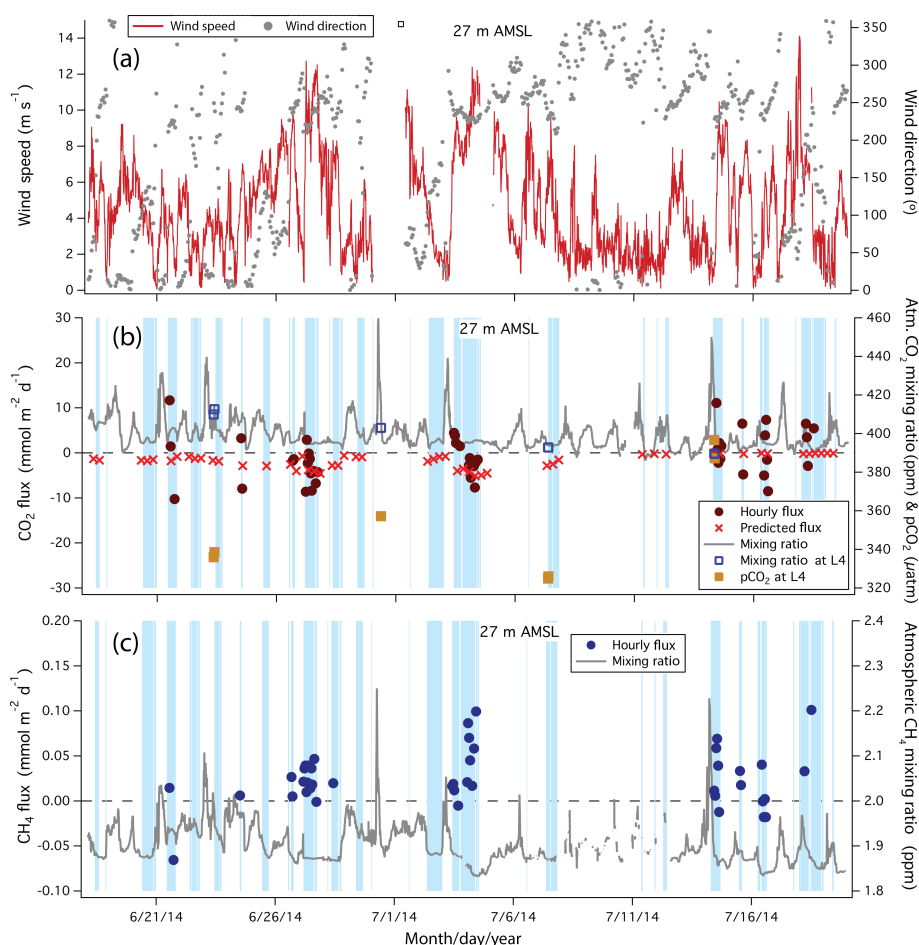 Wind speed
Wind direction
27 m AMSL
(a)
14
12
10
8
6
4
2
0
Wind speed (m s⁻¹)
350
300
250
200
150
100
50
0
Wind direction (º)
(b)
27 m AMSL
30
20
10
0
-10
-20
-30
CO₂ flux (mmol m⁻² d⁻¹)
460
440
420
400
380
360
340
320
Atm. CO₂ mixing ratio (ppm) & pCO₂ (µatm)
Hourly flux
Predicted flux
Mixing ratio
Mixing ratio at L4
pCO₂ at L4
(c)
27 m AMSL
Hourly flux
Mixing ratio
0.20
0.15
0.10
0.05
0.00
-0.05
-0.10
CH₄ flux (mmol m⁻² d⁻¹)
2.4
2.3
2.2
2.1
2.0
1.9
1.8
Atmospheric CH₄ mixing ratio (ppm)
6/21/14
6/26/14
7/1/14
7/6/14
7/11/14
7/16/14
Month/day/year